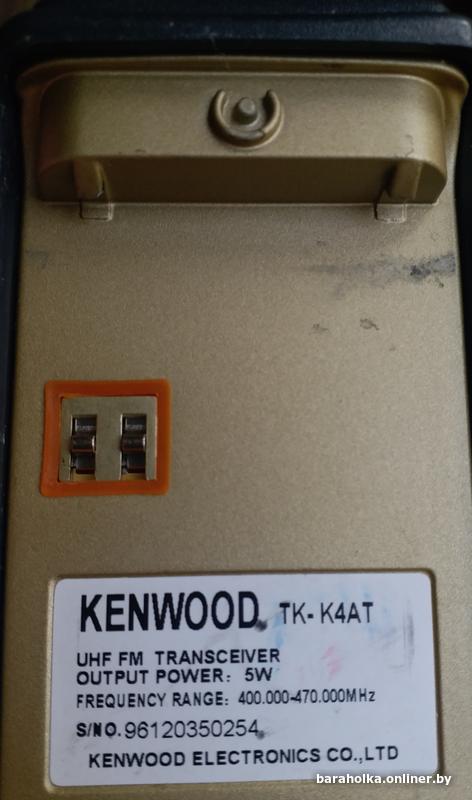 KENWOOD TK- K4AT
UHF FM TRANSCEIVER
OUTPUT POWER: 5W
FREQUENCY RANGE: 400.000-470.000MHz
S/NO.96120350254
KENWOOD ELECTRONICS CO.,LTD
baraholka.onliner.by